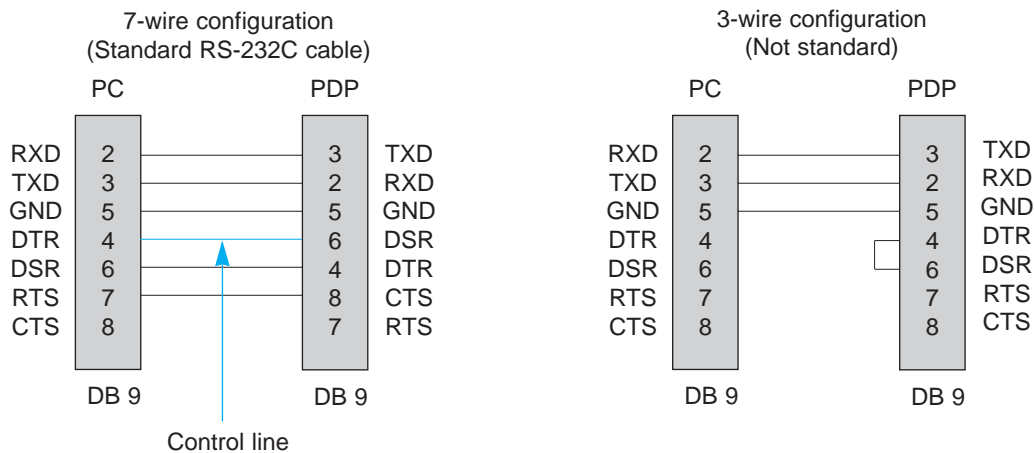 7-wire configuration
(Standard RS-232C cable)
PC PDP
RXD 2 3 TXD
TXD 3 2 RXD
GND 5 5 GND
DTR 4 6 DSR
DSR 6 4 DTR
RTS 7 8 CTS
CTS 8 7 RTS
DB 9 DB 9
Control line
3-wire configuration
(Not standard)
PC PDP
RXD 2 3 TXD
TXD 3 2 RXD
GND 5 5 GND
DTR 4 4 DTR
DSR 6 6 DSR
RTS 7 7 RTS
CTS 8 8 CTS
DB 9 DB 9